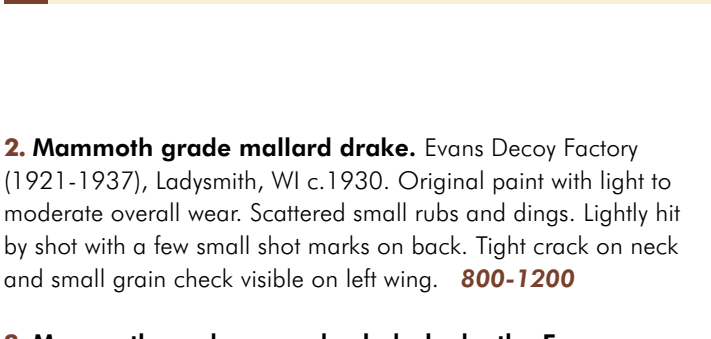 2. Mammoth grade mallard drake. Evans Decoy Factory
(1921-1937), Ladysmith, WI c.1930. Original paint with light to
moderate overall wear. Scattered small rubs and dings. Lightly hit
by shot with a few small shot marks on back. Tight crack on neck
and small grain check visible on left wing. 800-1200